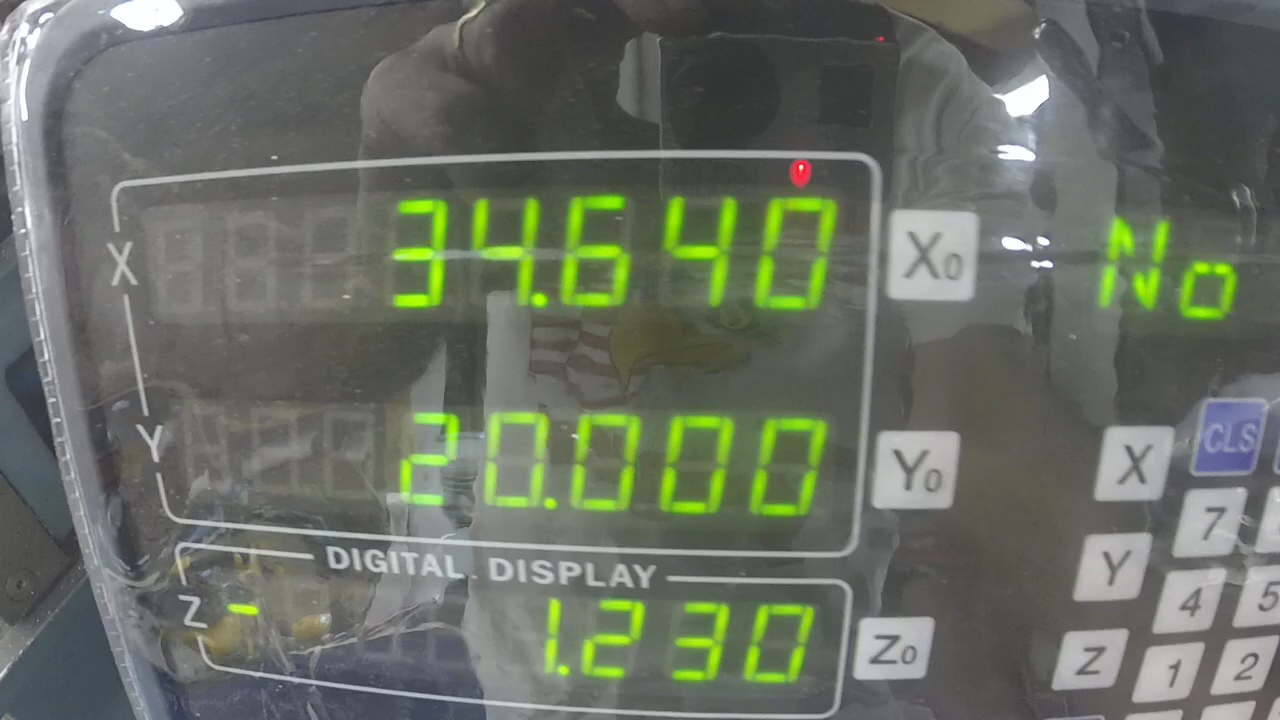 X 34.640 X₀ No
Y 20.000 Y₀ X CLS
7
DIGITAL DISPLAY Y
4 5
Z - 1.230 Z₀ Z 1 2